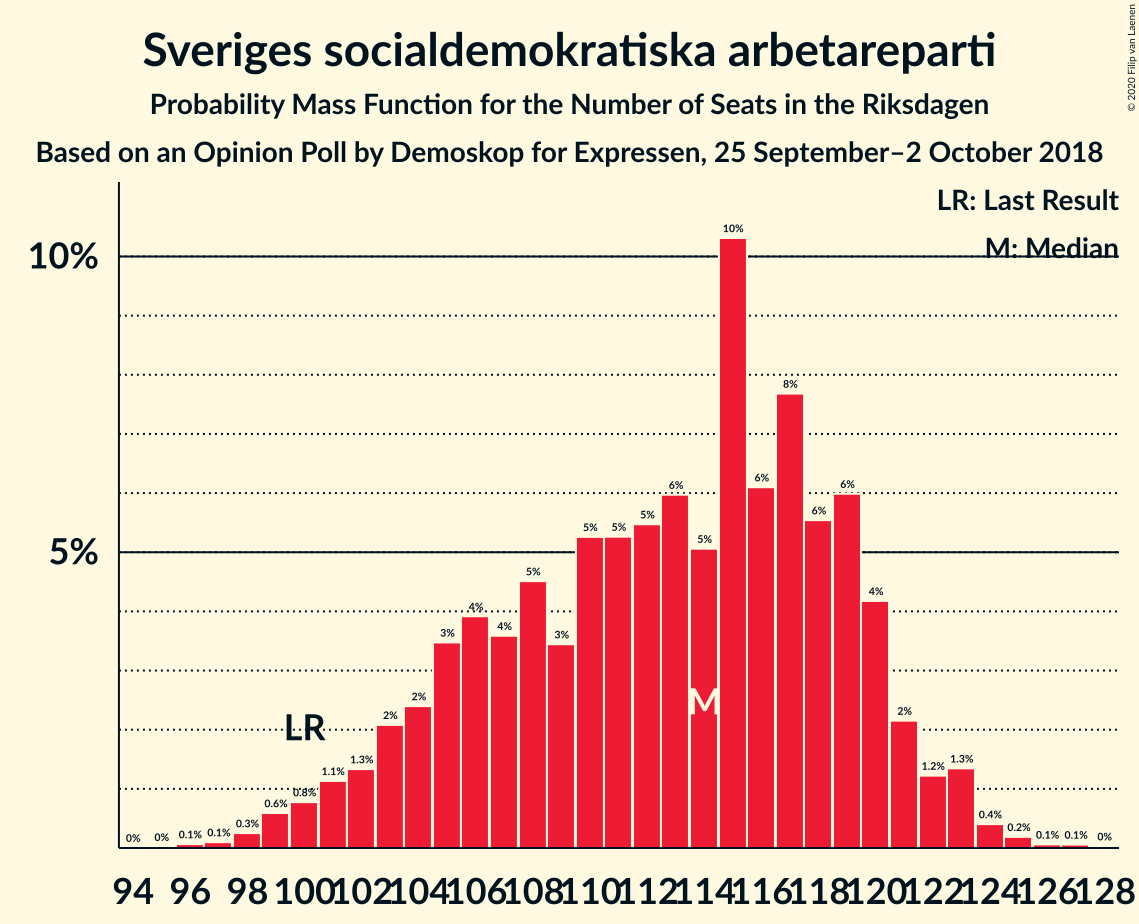 Sveriges socialdemokratiska arbetareparti
Probability Mass Function for the Number of Seats in the Riksdagen
Based on an Opinion Poll by Demoskop for Expressen, 25 September–2 October 2018
© 2020 Filip van Laenen
LR: Last Result
M: Median
10%
5%
0% 0% 0.1% 0.1% 0.3% 0.6% 0.8% 1.1% 1.3% 2% 2% 3% 4% 4% 5% 3% 5% 5% 5% 6% 5% 10% 6% 8% 6% 6% 4% 2% 1.2% 1.3% 0.4% 0.2% 0.1% 0.1% 0%
LR
M
94 96 98 100 102 104 106 108 110 112 114 116 118 120 122 124 126 128